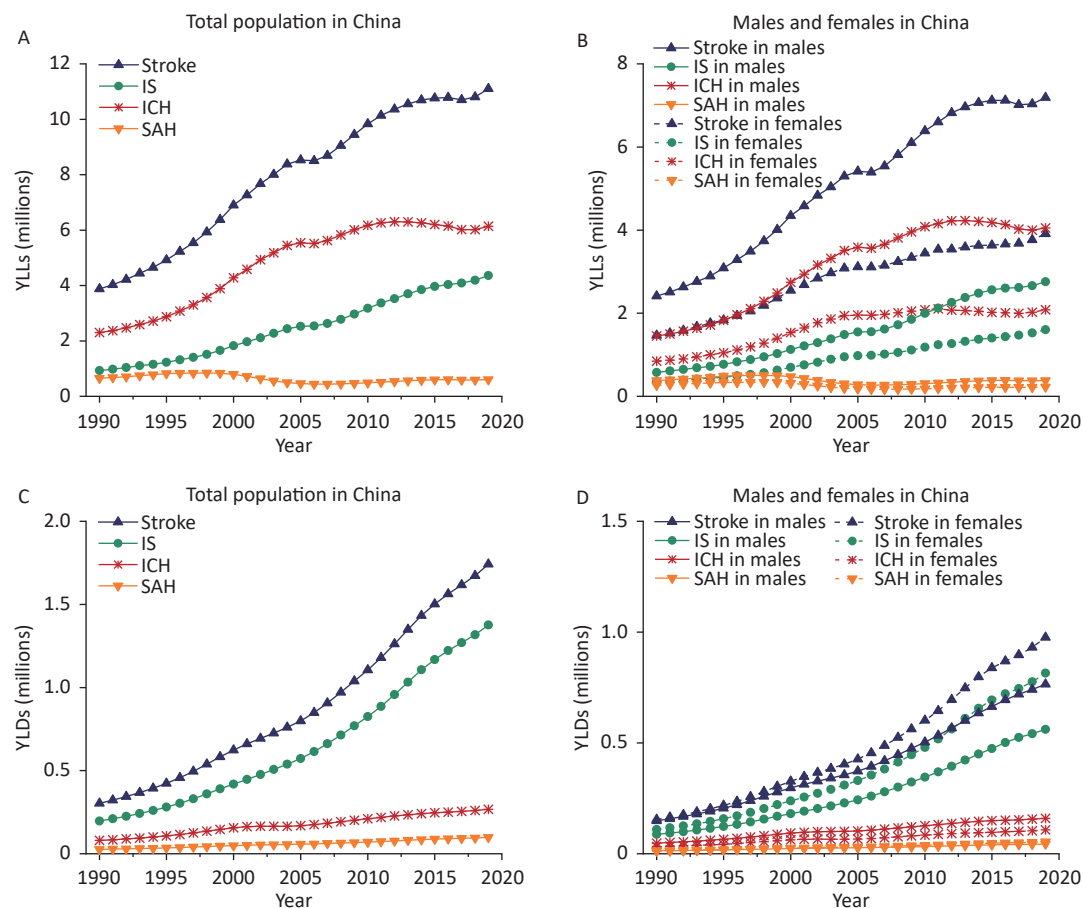 A
Total population in China
Stroke
IS
ICH
SAH
YLLs (millions)
12
10
8
6
4
2
0
1990
1995
2000
2005
2010
2015
2020
Year
B
Males and females in China
Stroke in males
IS in males
ICH in males
SAH in males
Stroke in females
IS in females
ICH in females
SAH in females
YLLs (millions)
8
6
4
2
0
1990
1995
2000
2005
2010
2015
2020
Year
C
Total population in China
Stroke
IS
ICH
SAH
YLDs (millions)
2.0
1.5
1.0
0.5
0
1990
1995
2000
2005
2010
2015
2020
Year
D
Males and females in China
Stroke in males
IS in males
ICH in males
SAH in males
Stroke in females
IS in females
ICH in females
SAH in females
YLDs (millions)
1.5
1.0
0.5
0
1990
1995
2000
2005
2010
2015
2020
Year